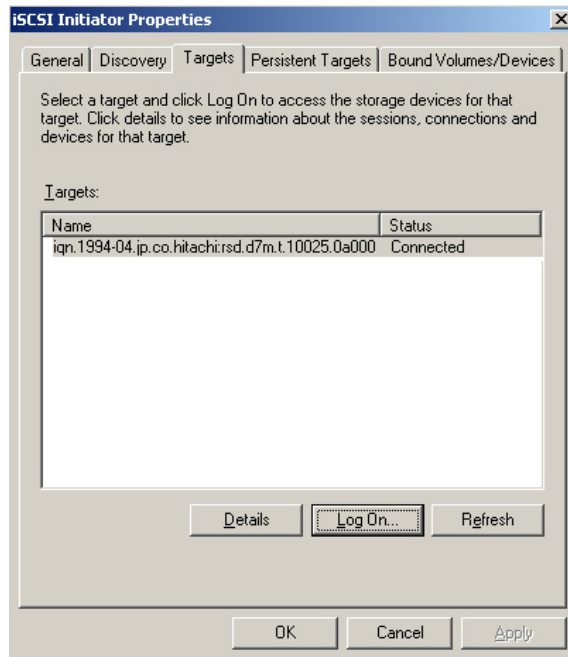 iSCSI Initiator Properties
General Discovery Targets Persistent Targets Bound Volumes/Devices
Select a target and click Log On to access the storage devices for that
target. Click details to see information about the sessions, connections and
devices for that target.
Targets:
Name Status
iqn.1994-04.jp.co.hitachi:rsd.d7m.t.10025.0a000 Connected
Details Log On... Refresh
OK Cancel Apply